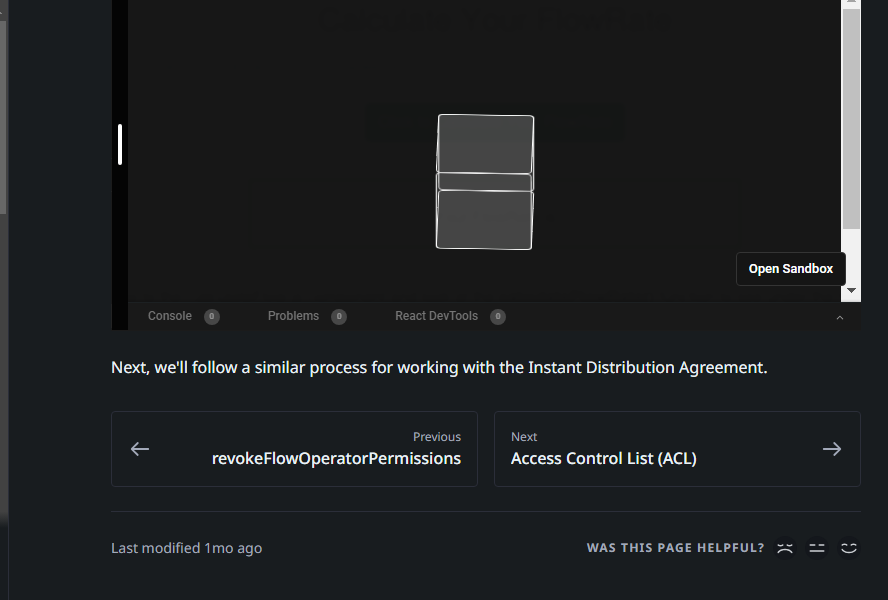 Open Sandbox
Console 0 Problems 0 React DevTools 0
Next, we'll follow a similar process for working with the Instant Distribution Agreement.
Previous
revokeFlowOperatorPermissions
Next
Access Control List (ACL)
Last modified 1mo ago
WAS THIS PAGE HELPFUL?